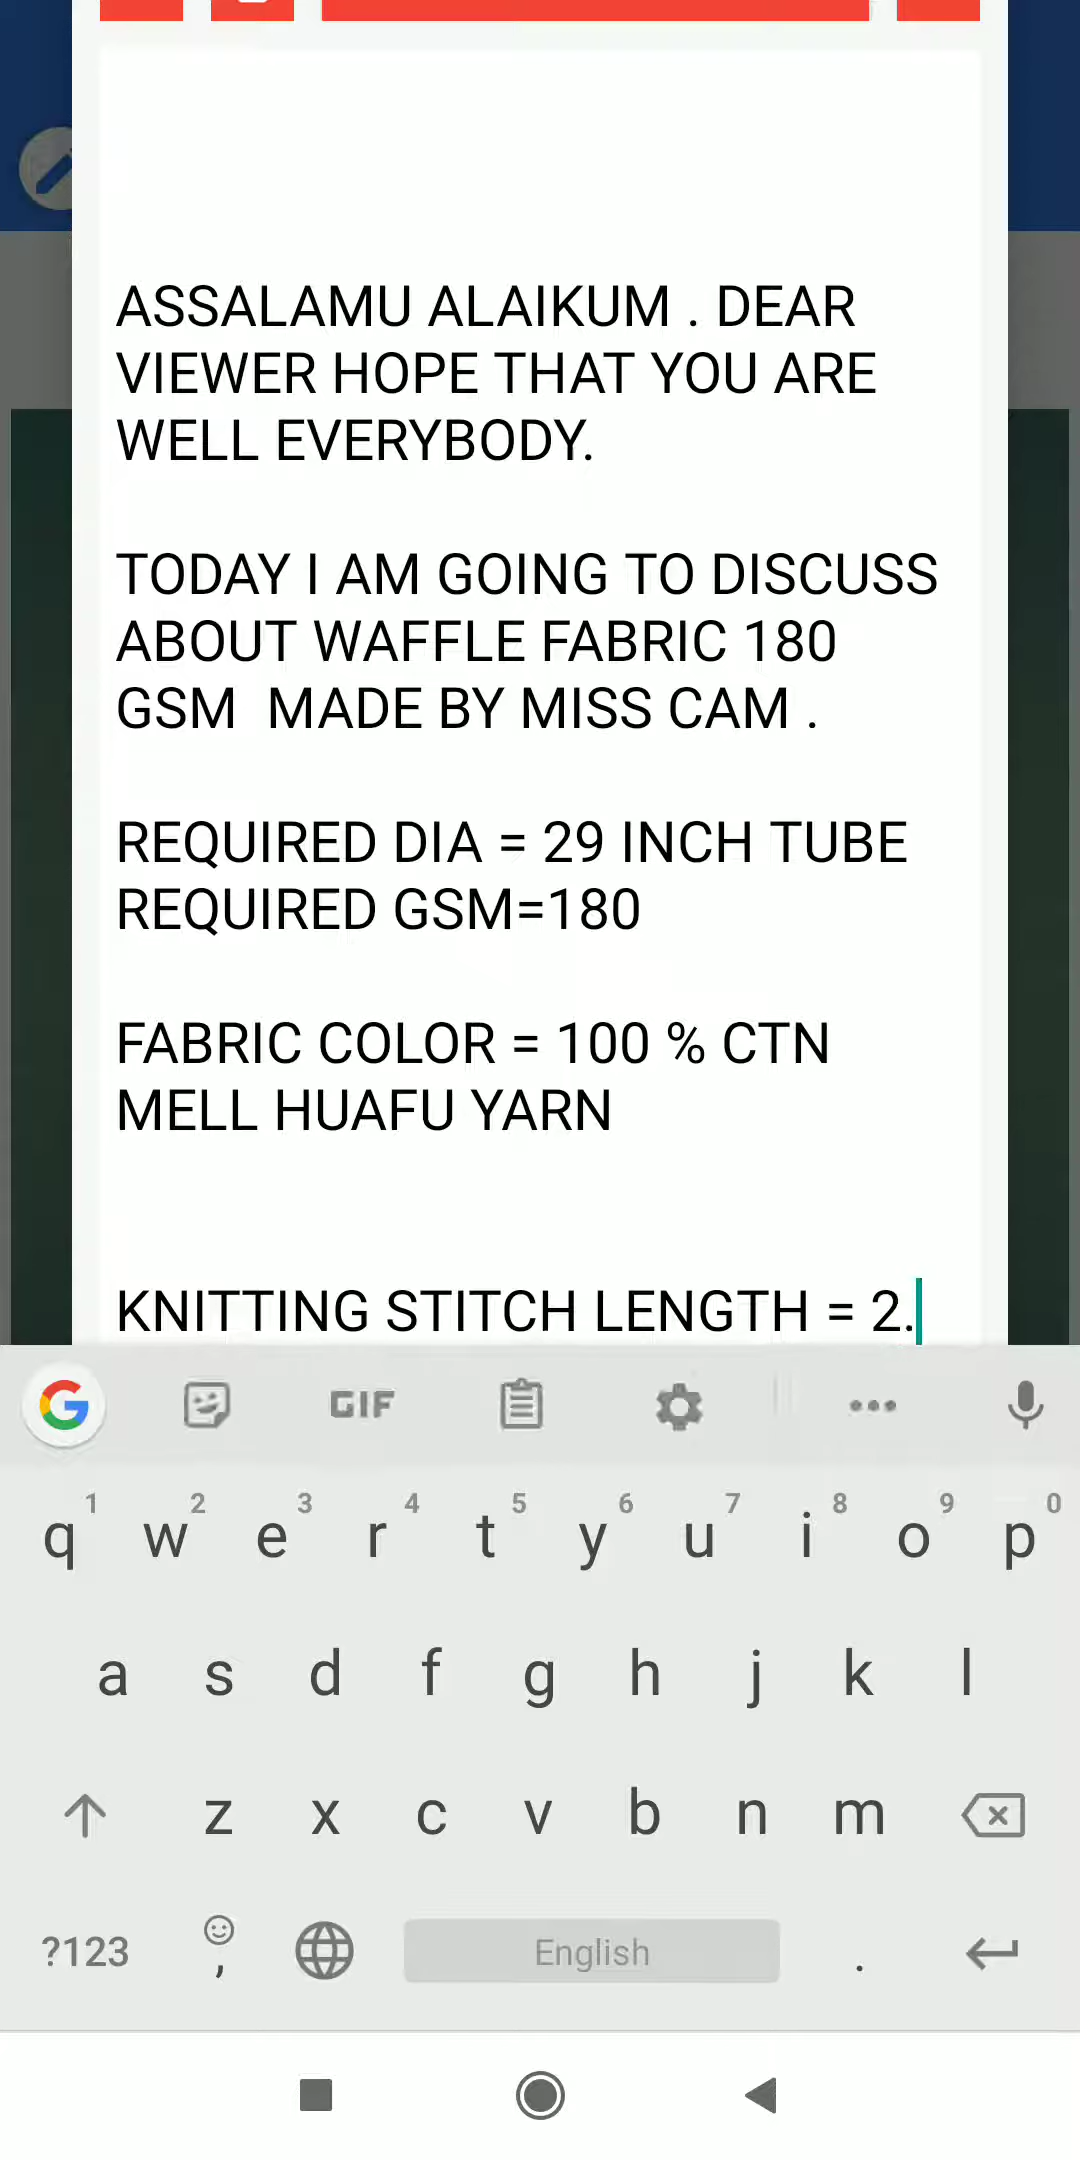 ASSALAMU ALAIKUM . DEAR
VIEWER HOPE THAT YOU ARE
WELL EVERYBODY.
TODAY I AM GOING TO DISCUSS
ABOUT WAFFLE FABRIC 180
GSM  MADE BY MISS CAM .
REQUIRED DIA = 29 INCH TUBE
REQUIRED GSM=180
FABRIC COLOR = 100 % CTN
MELL HUAFU YARN
KNITTING STITCH LENGTH = 2.
G GIF
1 2 3 4 5 6 7 8 9 0
q w e r t y u i o p
a s d f g h j k l
z x c v b n m
?123 , English .